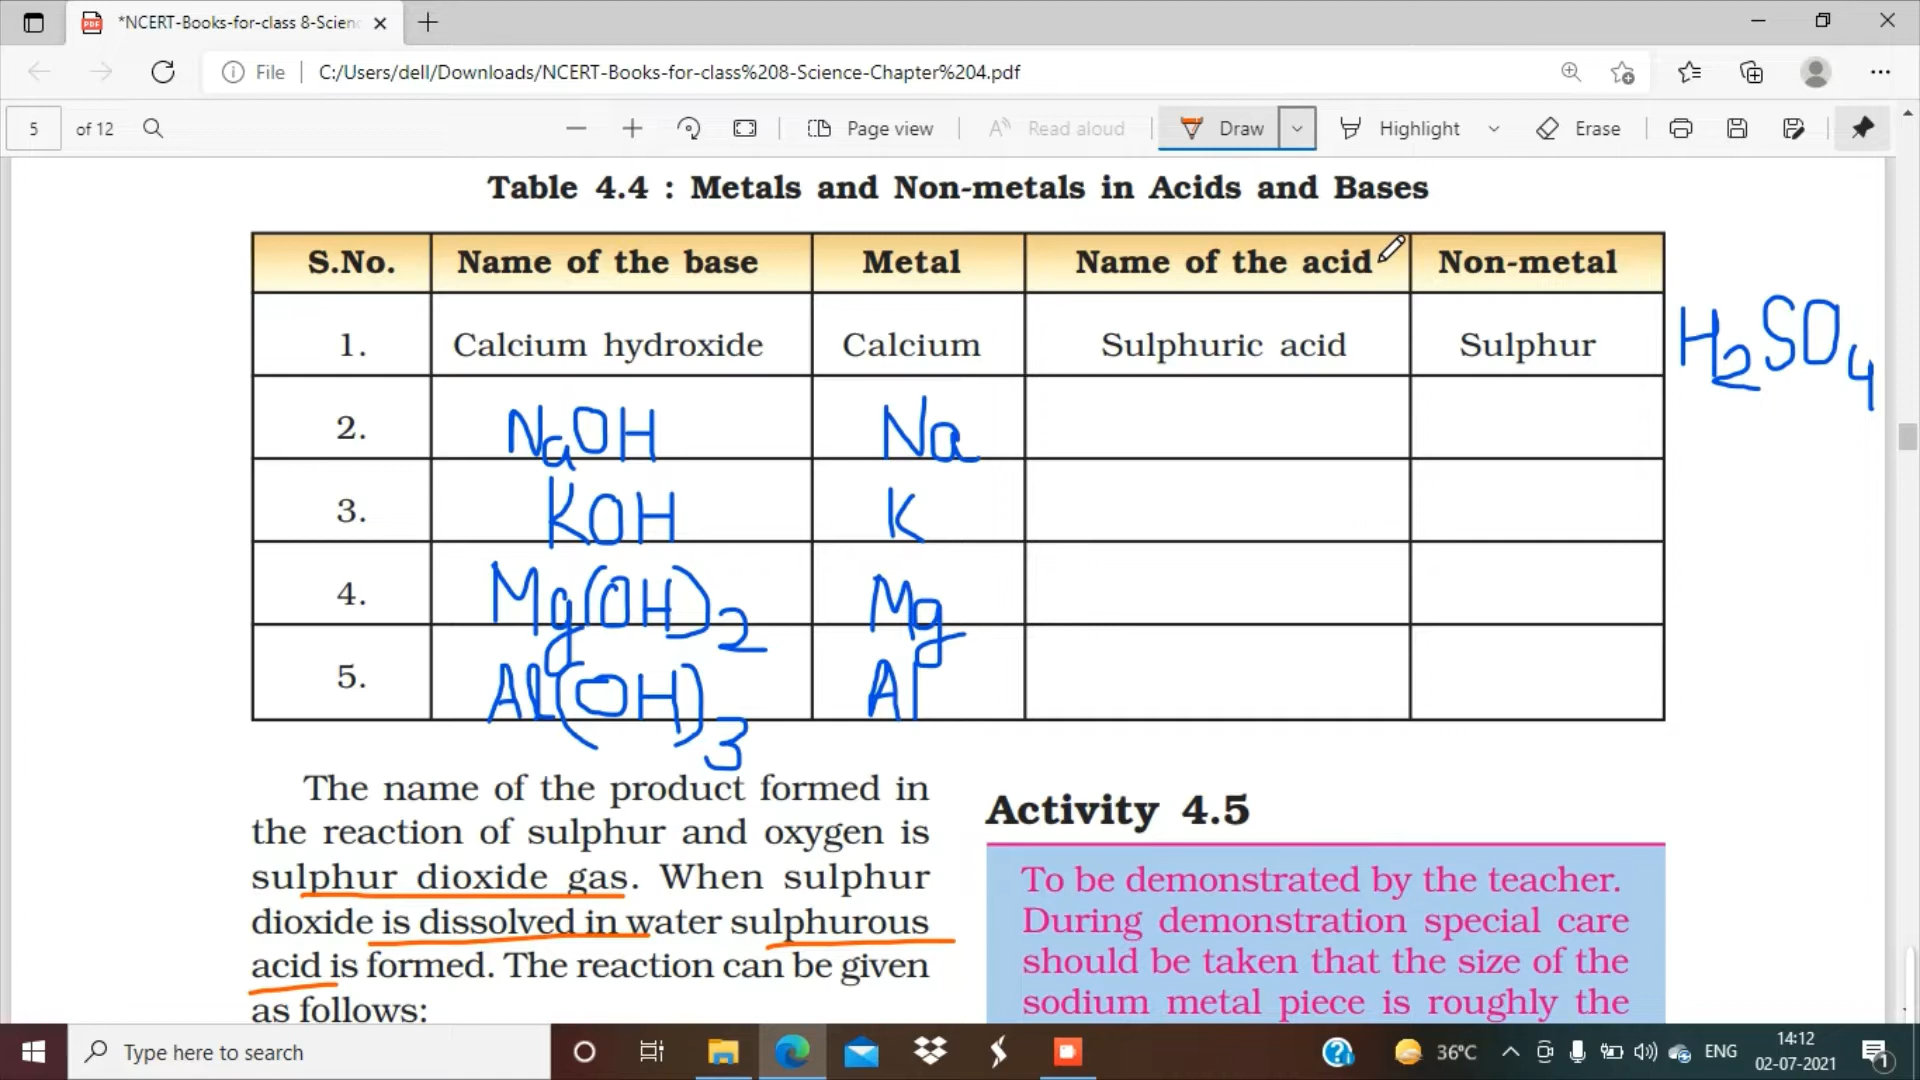 *NCERT-Books-for-class 8-Scien
File
C:/Users/dell/Downloads/NCERT-Books-for-class%208-Science-Chapter%204.pdf
5 of 12
Page view
Read aloud
Draw
Highlight
Erase
Table 4.4 : Metals and Non-metals in Acids and Bases
S.No. Name of the base Metal Name of the acid Non-metal
1. Calcium hydroxide Calcium Sulphuric acid Sulphur H2SO4
2. NaOH Na
3. KOH K
4. Mg(OH)2 Mg
5. Al(OH)3 Al
The name of the product formed in
the reaction of sulphur and oxygen is
sulphur dioxide gas. When sulphur
dioxide is dissolved in water sulphurous
acid is formed. The reaction can be given
as follows:
Activity 4.5
To be demonstrated by the teacher.
During demonstration special care
should be taken that the size of the
sodium metal piece is roughly the
Type here to search
36°C
ENG
14:12
02-07-2021
1